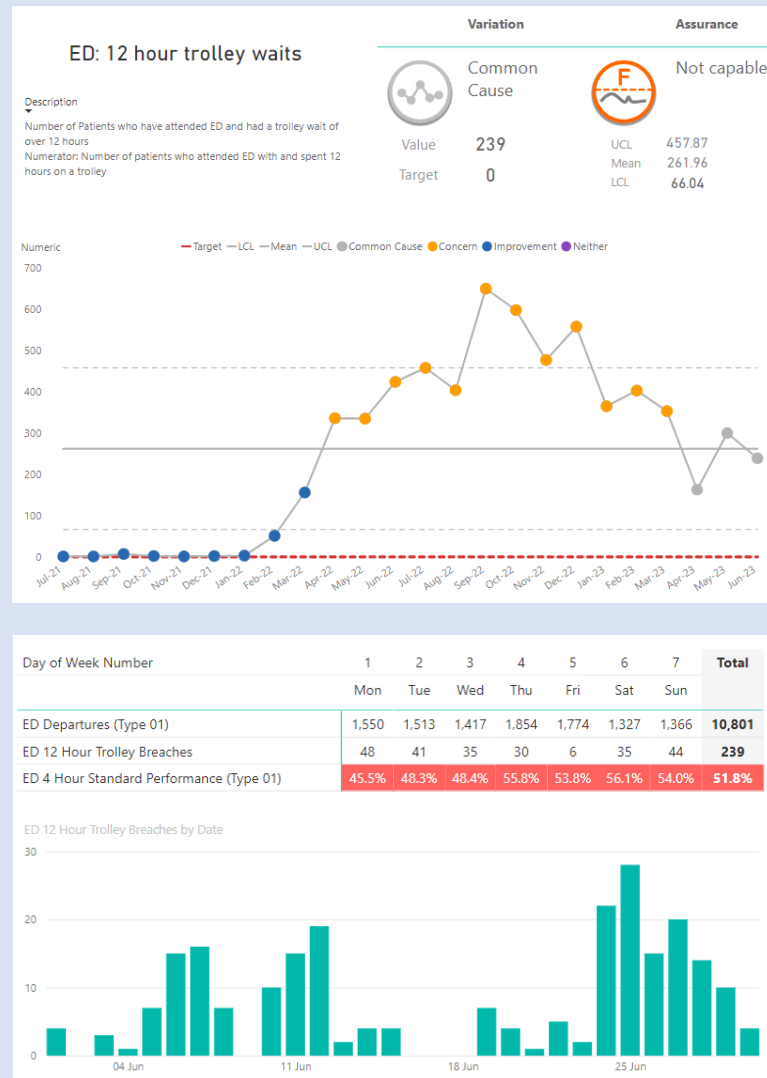 Variation Assurance
ED: 12 hour trolley waits
Common Cause
F
Not capable
Description
Number of Patients who have attended ED and had a trolley wait of
over 12 hours
Numerator: Number of patients who attended ED with and spent 12
hours on a trolley
Value 239
Target 0
UCL 457.87
Mean 261.96
LCL 66.04
Numeric
Target LCL Mean UCL Common Cause Concern Improvement Neither
700
600
500
400
300
200
100
0
Jul-21 Aug-21 Sep-21 Oct-21 Nov-21 Dec-21 Jan-22 Feb-22 Mar-22 Apr-22 May-22 Jun-22 Jul-22 Aug-22 Sep-22 Oct-22 Nov-22 Dec-22 Jan-23 Feb-23 Mar-23 Apr-23 May-23 Jun-23
Day of Week Number 1 2 3 4 5 6 7 Total
Mon Tue Wed Thu Fri Sat Sun
ED Departures (Type 01) 1,550 1,513 1,417 1,854 1,774 1,327 1,366 10,801
ED 12 Hour Trolley Breaches 48 41 35 30 6 35 44 239
ED 4 Hour Standard Performance (Type 01) 45.5% 48.3% 48.4% 55.8% 53.8% 56.1% 54.0% 51.8%
ED 12 Hour Trolley Breaches by Date
30
20
10
0
04 Jun 11 Jun 18 Jun 25 Jun